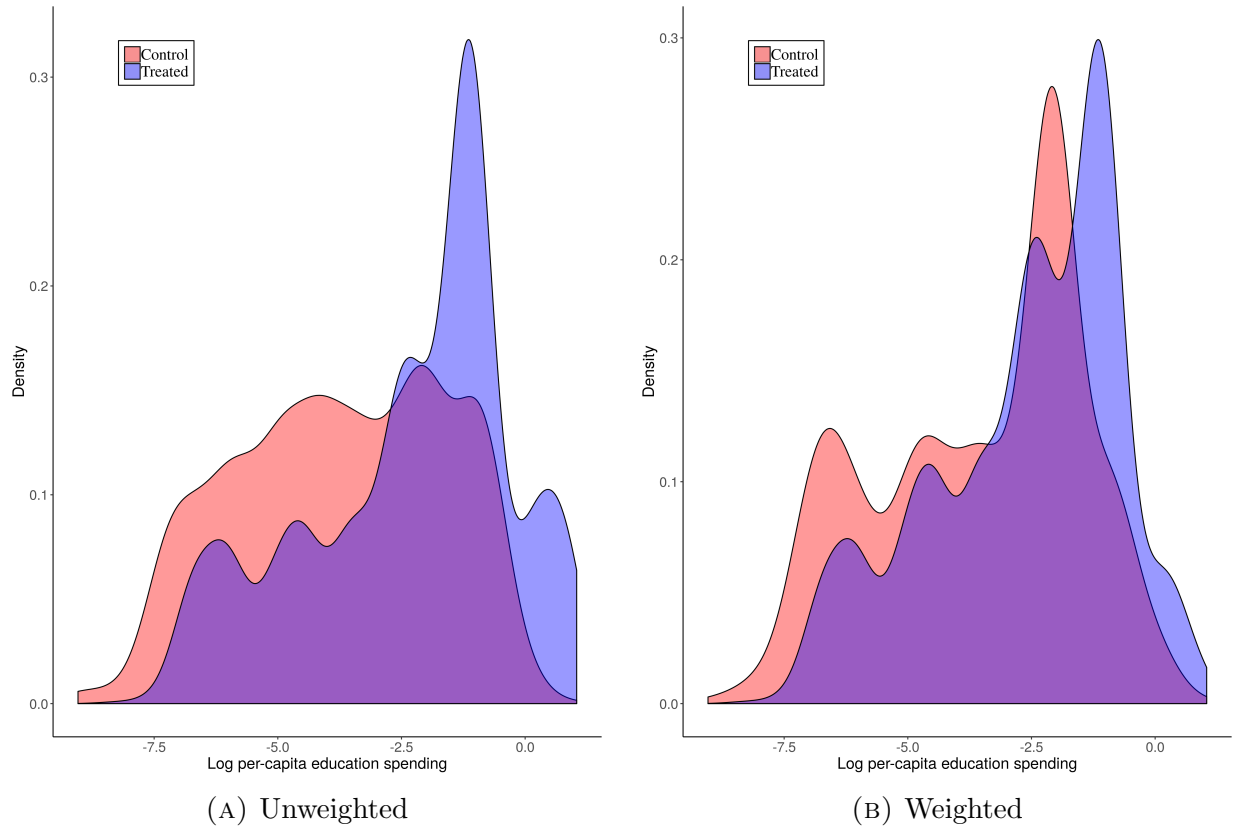 Control
Treated
0.3
0.2
0.1
0.0
Density
-7.5 -5.0 -2.5 0.0
Log per-capita education spending
(A) Unweighted
Control
Treated
0.3
0.2
0.1
0.0
Density
-7.5 -5.0 -2.5 0.0
Log per-capita education spending
(B) Weighted